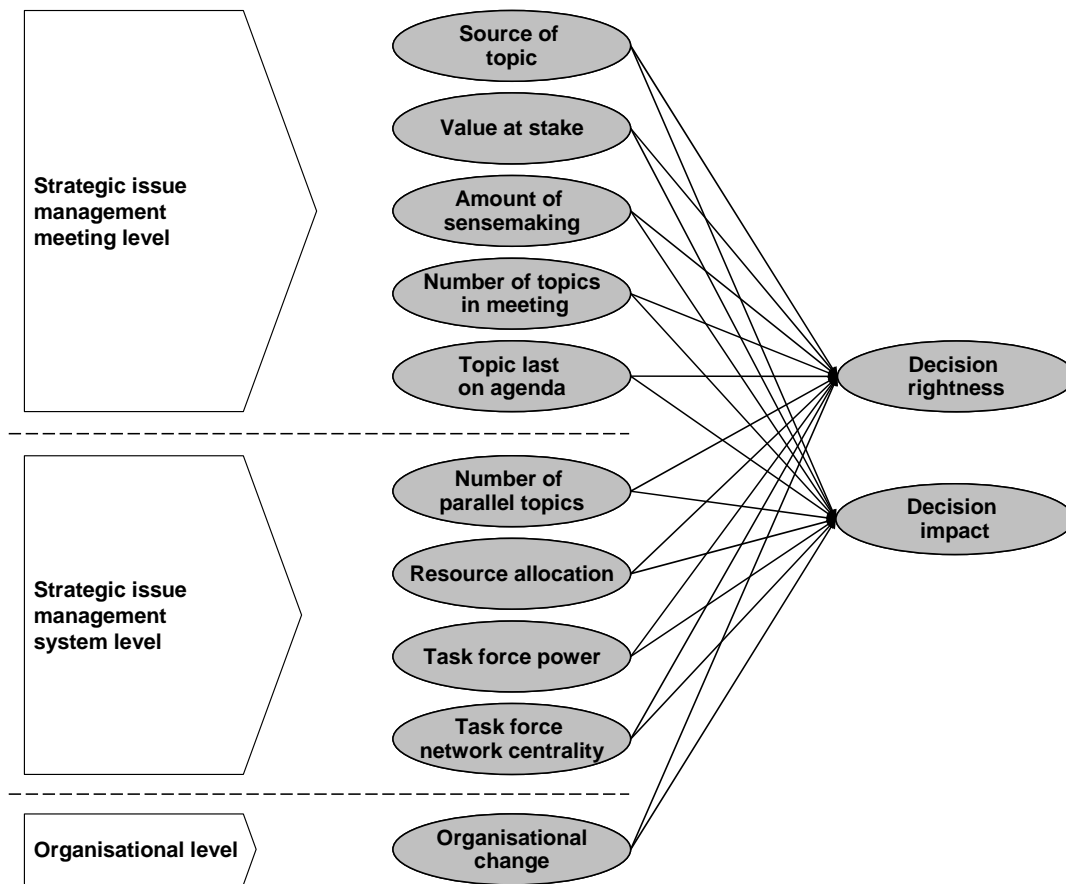 Strategic issue
management
meeting level
Source of
topic
Value at stake
Amount of
sensemaking
Number of topics
in meeting
Topic last
on agenda
Decision
rightness
Strategic issue
management
system level
Number of
parallel topics
Resource allocation
Task force power
Task force
network centrality
Decision
impact
Organisational level
Organisational
change